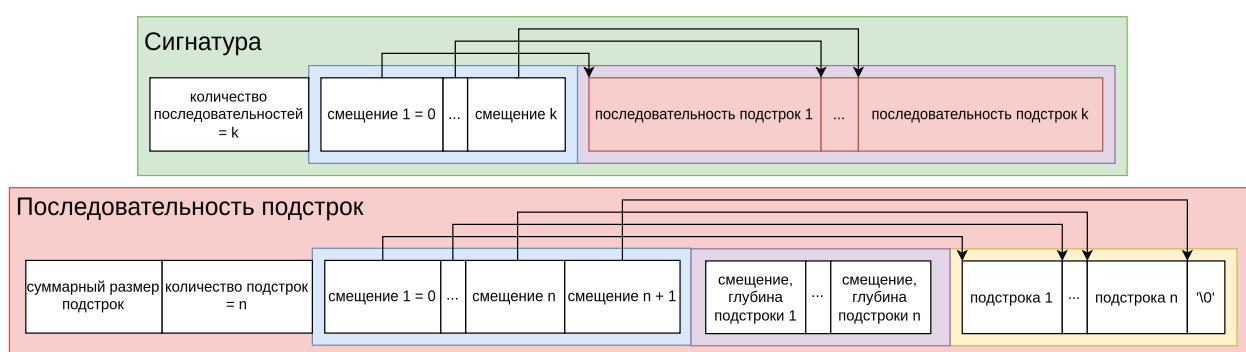 Сигнатура
количество
последовательностей
= k
смещение 1 = 0
...
смещение k
последовательность подстрок 1
...
последовательность подстрок k
Последовательность подстрок
суммарный размер
подстрок
количество подстрок
= n
смещение 1 = 0
...
смещение n
смещение n + 1
смещение,
глубина
подстроки 1
...
смещение,
глубина
подстроки n
подстрока 1
...
подстрока n
'\0'